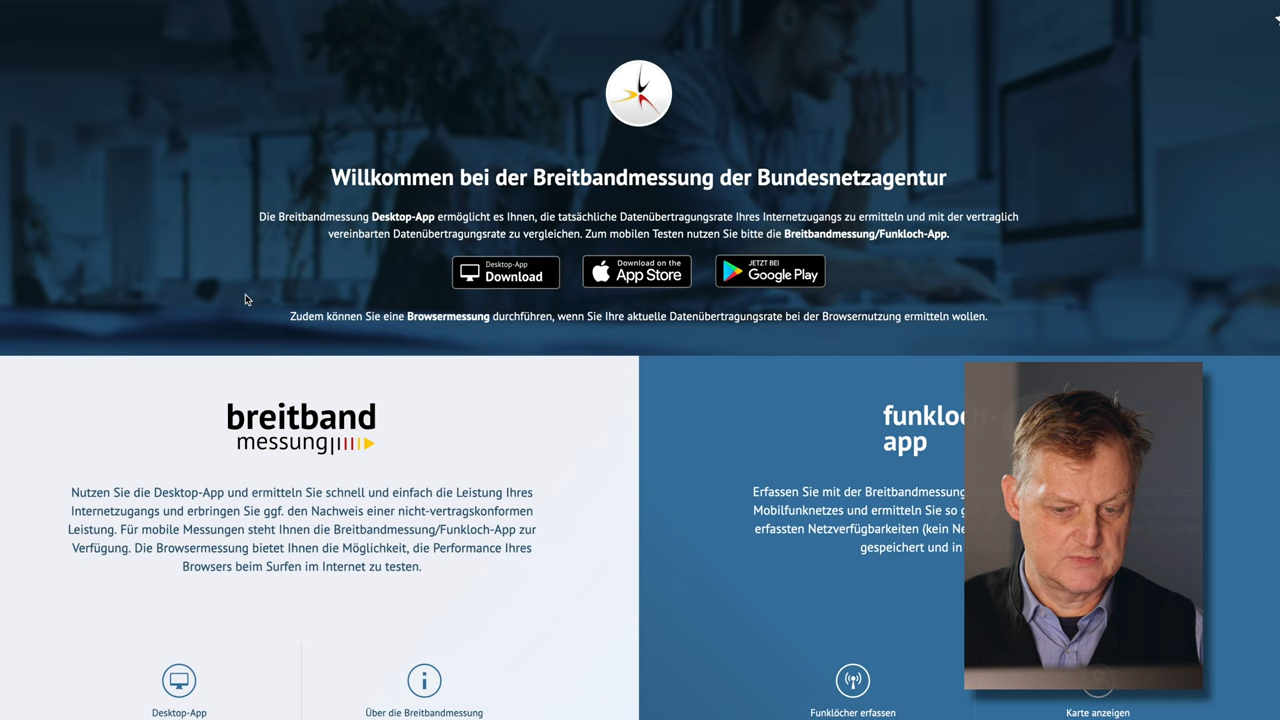 Willkommen bei der Breitbandmessung der Bundesnetzagentur
Die Breitbandmessung Desktop-App ermöglicht es Ihnen, die tatsächliche Datenübertragungsrate Ihres Internetzugangs zu ermitteln und mit der vertraglich
vereinbarten Datenübertragungsrate zu vergleichen. Zum mobilen Testen nutzen Sie bitte die Breitbandmessung/Funkloch-App.
Desktop-App
Download
Download on the
App Store
JETZT BEI
Google Play
Zudem können Sie eine Browsermessung durchführen, wenn Sie Ihre aktuelle Datenübertragungsrate bei der Browsernutzung ermitteln wollen.
breitband
messung
Nutzen Sie die Desktop-App und ermitteln Sie schnell und einfach die Leistung Ihres
Internetzugangs und erbringen Sie ggf. den Nachweis einer nicht-vertragskonformen
Leistung. Für mobile Messungen steht Ihnen die Breitbandmessung/Funkloch-App zur
Verfügung. Die Browsermessung bietet Ihnen die Möglichkeit, die Performance Ihres
Browsers beim Surfen im Internet zu testen.
Desktop-App
Über die Breitbandmessung
funkloch-
app
Erfassen Sie mit der Breitbandmessung
Mobilfunknetzes und ermitteln Sie so
erfassten Netzverfügbarkeiten (kein
gespeichert und in
Funklöcher erfassen
Karte anzeigen